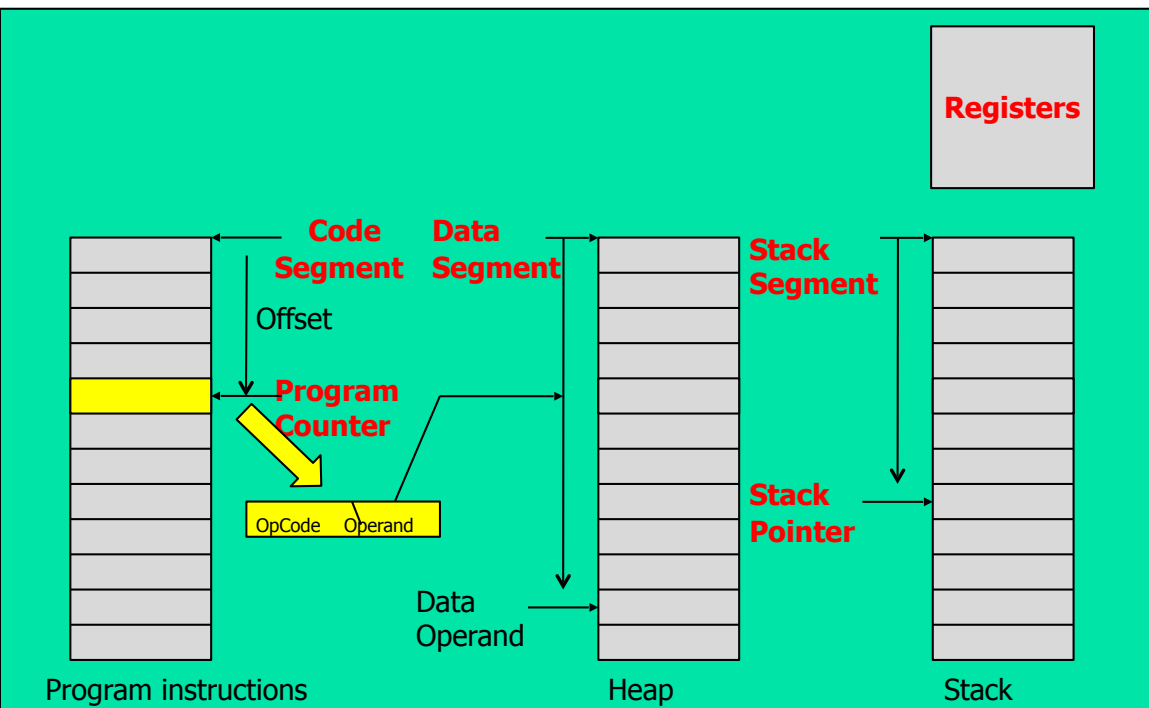 Registers
Code
Segment
Data
Segment
Stack
Segment
Offset
Program
Counter
OpCode Operand
Stack
Pointer
Data
Operand
Program instructions
Heap
Stack